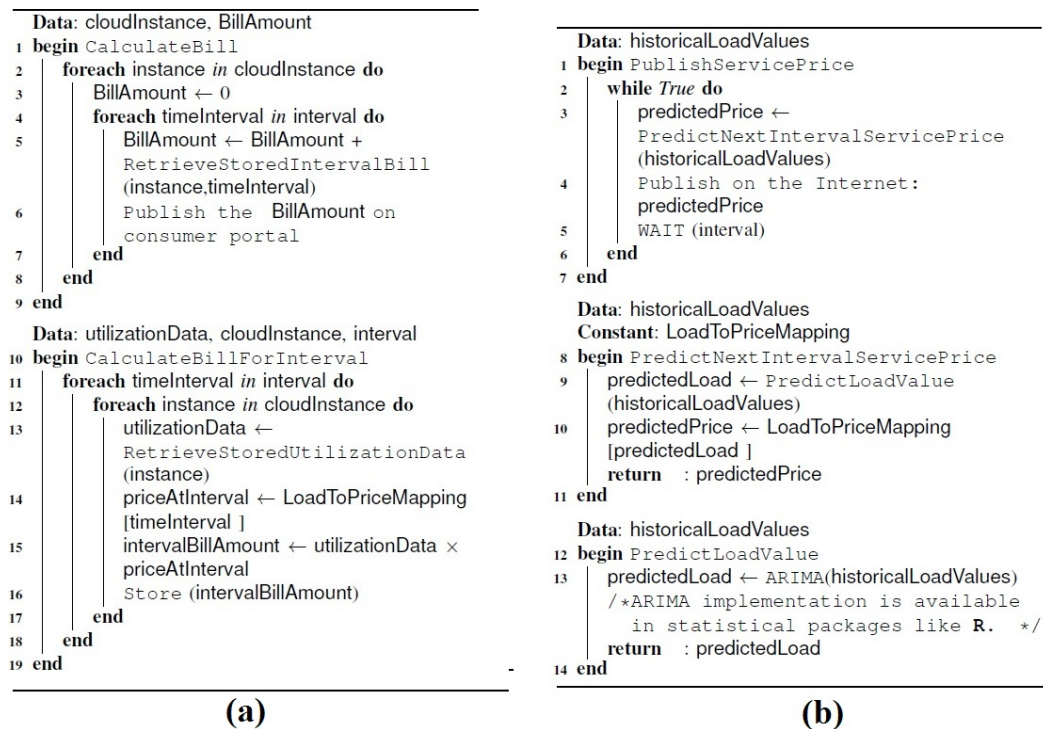 Data: cloudInstance, BillAmount
1 begin CalculateBill
2 foreach instance in cloudInstance do
3 BillAmount ← 0
4 foreach timeInterval in interval do
5 BillAmount ← BillAmount +
RetrieveStoredIntervalBill
(instance,timeInterval)
6 Publish the BillAmount on
consumer portal
7 end
8 end
9 end
Data: utilizationData, cloudInstance, interval
10 begin CalculateBillForInterval
11 foreach timeInterval in interval do
12 foreach instance in cloudInstance do
13 utilizationData ←
RetrieveStoredUtilizationData
(instance)
14 priceAtInterval ← LoadToPriceMapping
[timeInterval ]
15 intervalBillAmount ← utilizationData ×
priceAtInterval
16 Store (intervalBillAmount)
17 end
18 end
19 end
(a)
Data: historicalLoadValues
1 begin PublishServicePrice
2 while True do
3 predictedPrice ←
PredictNextIntervalServicePrice
(historicalLoadValues)
4 Publish on the Internet:
predictedPrice
5 WAIT (interval)
6 end
7 end
Data: historicalLoadValues
Constant: LoadToPriceMapping
8 begin PredictNextIntervalServicePrice
9 predictedLoad ← PredictLoadValue
(historicalLoadValues)
10 predictedPrice ← LoadToPriceMapping
[predictedLoad ]
return : predictedPrice
11 end
Data: historicalLoadValues
12 begin PredictLoadValue
13 predictedLoad ← ARIMA(historicalLoadValues)
/*ARIMA implementation is available
in statistical packages like R. */
return : predictedLoad
14 end
(b)